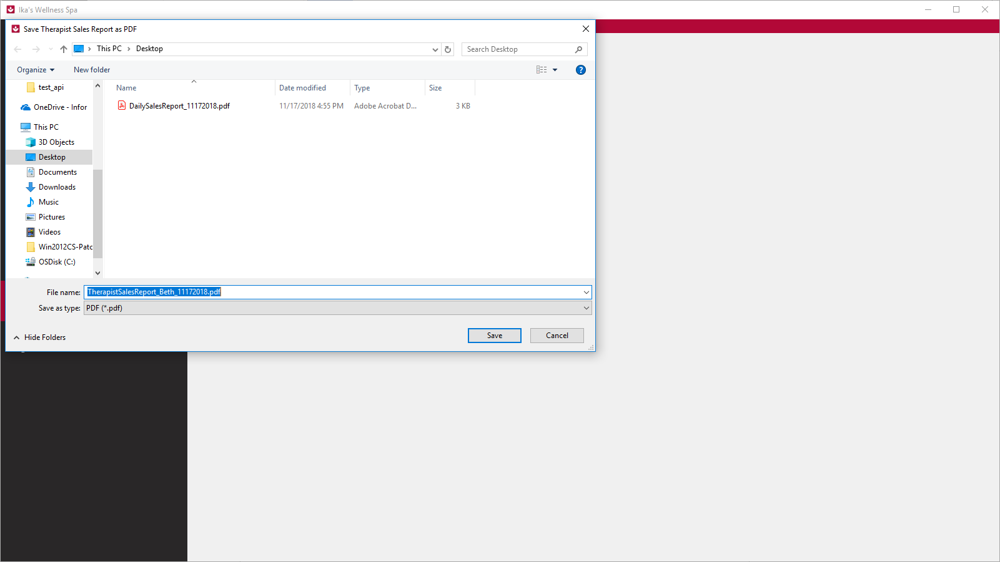 Ika's Wellness Spa
Save Therapist Sales Report as PDF
This PC
Desktop
Search Desktop
Organize
New folder
Name
Date modified
Type
Size
DailySalesReport_11172018.pdf
11/17/2018 4:55 PM
Adobe Acrobat D...
3 KB
test_api
OneDrive - Infor
This PC
3D Objects
Desktop
Documents
Downloads
Music
Pictures
Videos
Win2012CS-Patc
OSDisk (C:)
File name: TherapistSalesReport_Beth_11172018.pdf
Save as type: PDF (*.pdf)
Hide Folders
Save
Cancel